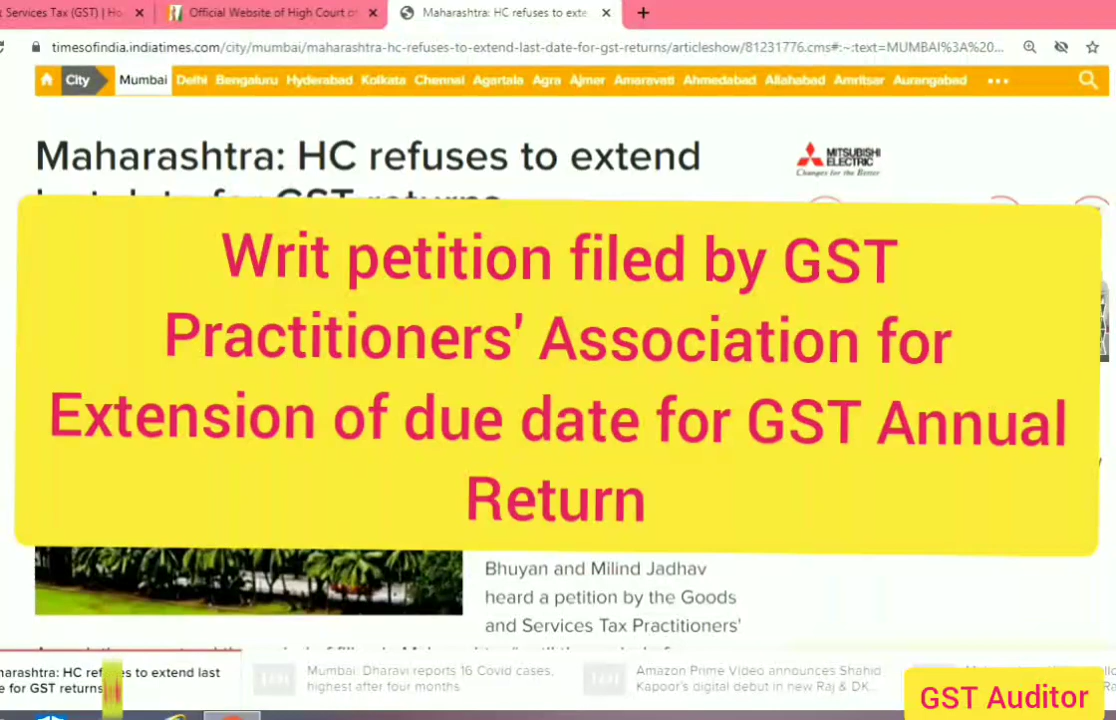 Services Tax (GST) | Ho
Official Website of High Court of
Maharashtra: HC refuses to exte
timesofindia.indiatimes.com/city/mumbai/maharashtra-hc-refuses-to-extend-last-date-for-gst-returns/articleshow/81231776.cms#:~:text=MUMBAI%3A%20...
City Mumbai Delhi Bengaluru Hyderabad Kolkata Chennai Agartala Agra Ajmer Amaravati Ahmedabad Allahabad Amritsar Aurangabad ...
Maharashtra: HC refuses to extend
MITSUBISHI
ELECTRIC
Changes for the Better
Writ petition filed by GST
Practitioners' Association for
Extension of due date for GST Annual
Return
Bhuyan and Milind Jadhav
heard a petition by the Goods
and Services Tax Practitioners'
to extend last
for GST returns
Mumbai: Dharavi reports 16 Covid cases,
highest after four months
Amazon Prime Video announces Shahid
Kapoor's digital debut in new Raj & DK...
GST Auditor